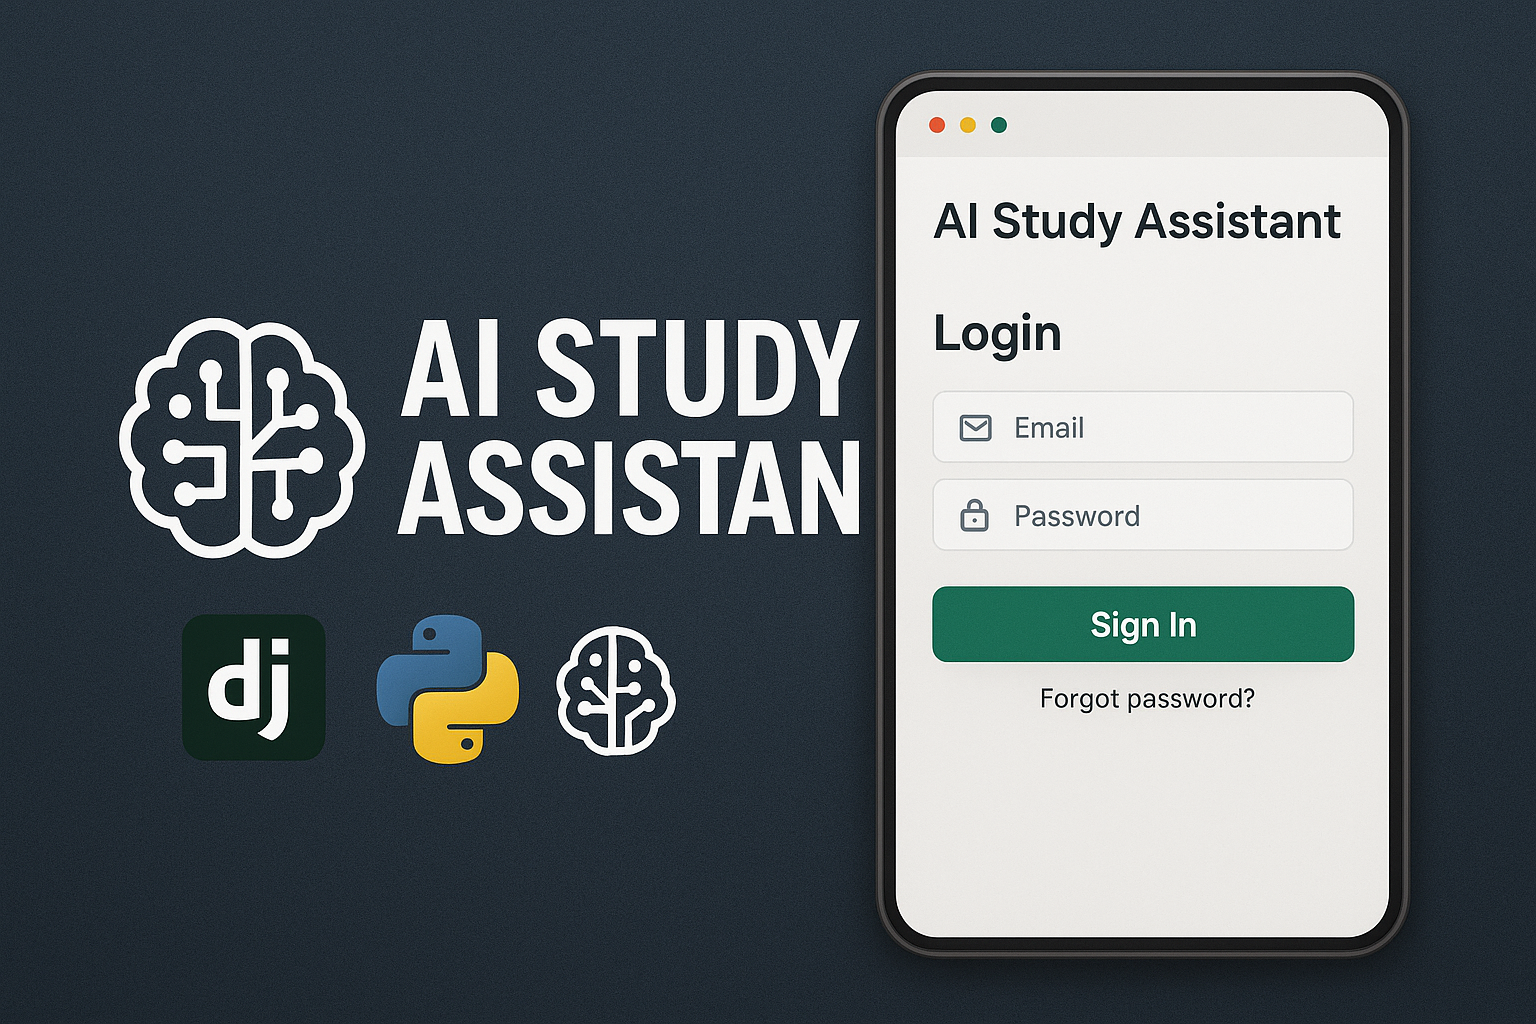 AI STUDY
ASSISTAN
dj
AI Study Assistant
Login
Email
Password
Sign In
Forgot password?